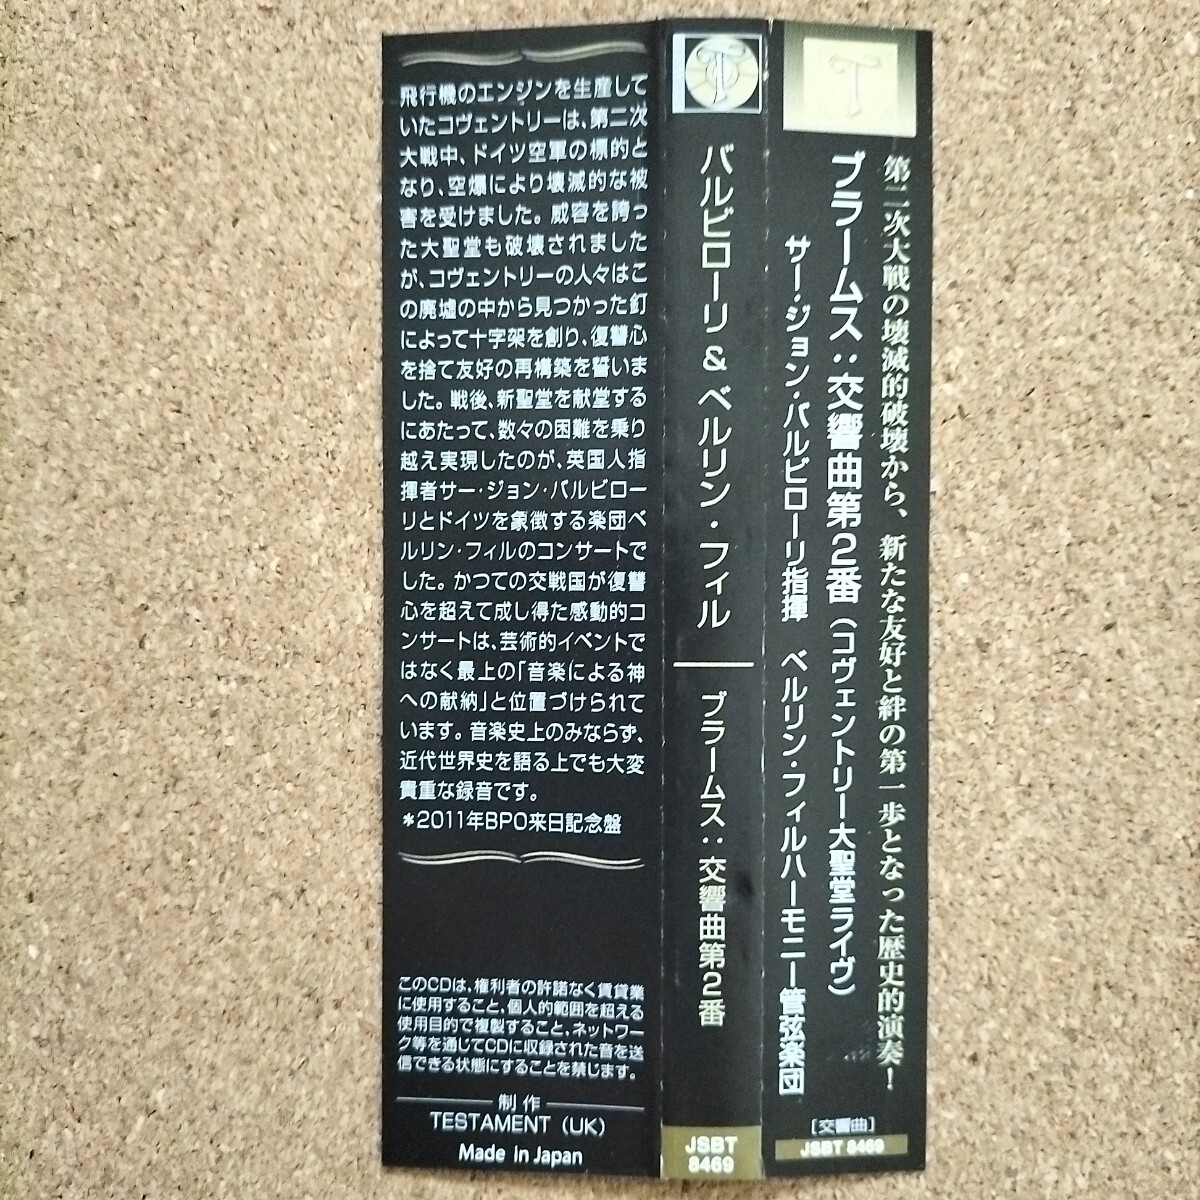 第二次大戦の壊滅的破壊から、新たな友好と絆の第一歩となった歴史的演奏！
ブラームス：交響曲第2番（コヴェントリー大聖堂ライヴ）
サー・ジョン・バルビローリ指揮　ベルリン・フィルハーモニー管弦楽団
［交響曲］
JSBT 8469
バルビローリ & ベルリン・フィル
ブラームス：交響曲第2番
JSBT
8469
飛行機のエンジンを生産して
いたコヴェントリーは、第二次
大戦中、ドイツ空軍の標的と
なり、空爆により壊滅的な被
害を受けました。威容を誇っ
た大聖堂も破壊されました
が、コヴェントリーの人々はこ
の廃墟の中から見つかった釘
によって十字架を創り、復讐心
を捨て友好の再構築を誓いま
した。戦後、新聖堂を献堂する
にあたって、数々の困難を乗り
越え実現したのが、英国人指
揮者サー・ジョン・バルビロー
リとドイツを象徴する楽団ベ
ルリン・フィルのコンサートで
した。かつての交戦国が復讐
心を超えて成し得た感動的コ
ンサートは、芸術的イベントで
はなく最上の「音楽による神
への献納」と位置づけられて
います。音楽史上のみならず、
近代世界史を語る上でも大変
貴重な録音です。
*2011年BPO来日記念盤
このCDは、権利者の許諾なく賃貸業
に使用すること、個人的範囲を超える
使用目的で複製すること、ネットワー
ク等を通じてCDに収録された音を送
信できる状態にすることを禁じます。
制作
TESTAMENT (UK)
Made in Japan